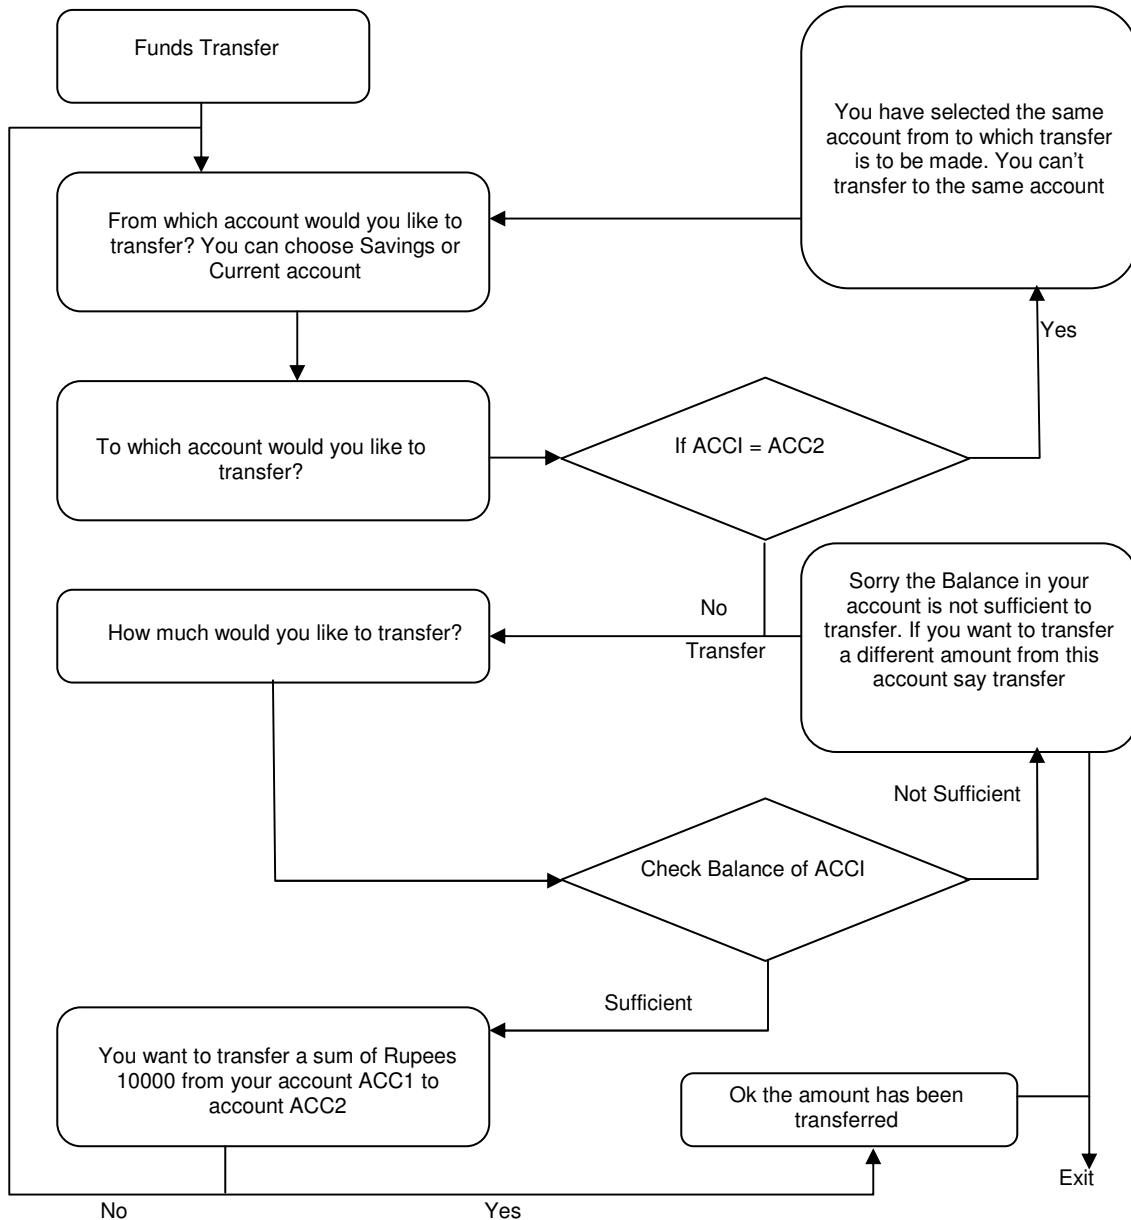 Funds Transfer
You have selected the same
account from to which transfer
is to be made. You can't
transfer to the same account
From which account would you like to
transfer? You can choose Savings or
Current account
Yes
To which account would you like to
transfer?
If ACCI = ACC2
No
Transfer
How much would you like to transfer?
Sorry the Balance in your
account is not sufficient to
transfer. If you want to transfer
a different amount from this
account say transfer
Not Sufficient
Check Balance of ACCI
Sufficient
You want to transfer a sum of Rupees
10000 from your account ACC1 to
account ACC2
Ok the amount has been
transferred
Exit
No
Yes